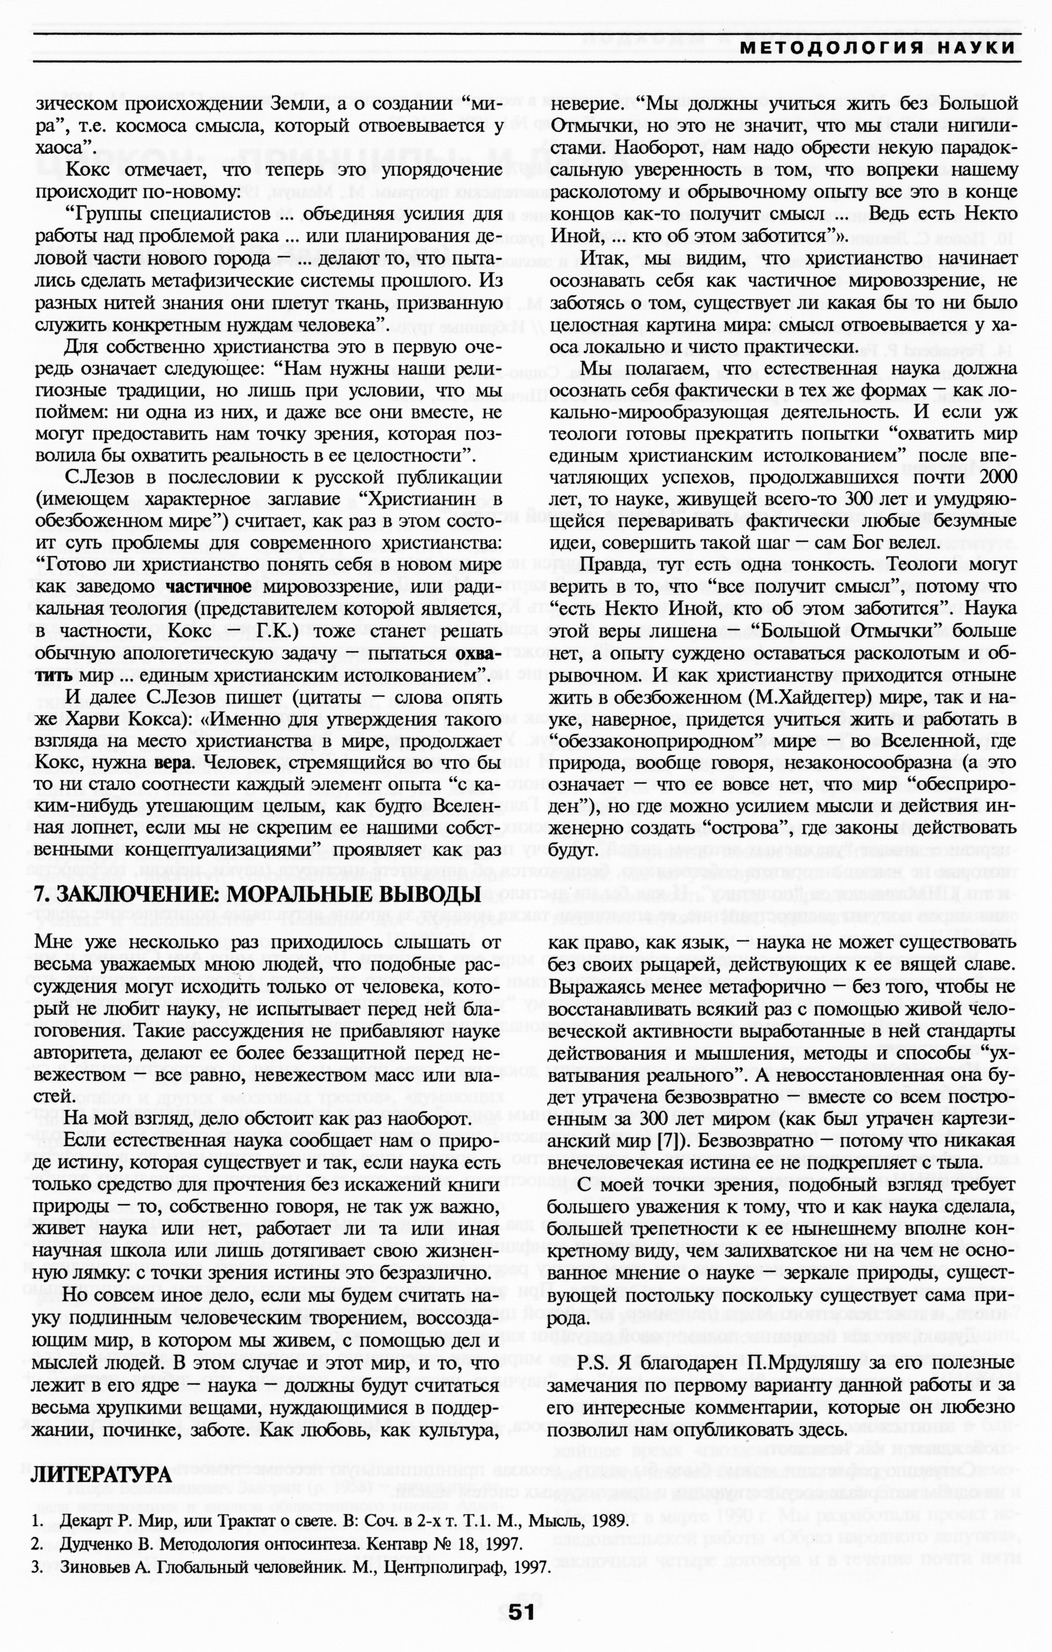 МЕТОДОЛОГИЯ НАУКИ
зическом происхождении Земли, а о создании “ми-
ра”, т.е. космоса смысла, который отвоевывается у
хаоса”.
Кокс отмечает, что теперь это упорядочение
происходит по-новому:
“Группы специалистов ... объединяя усилия для
работы над проблемой рака ... или планирования де-
ловой части нового города — ... делают то, что пыта-
лись сделать метафизические системы прошлого. Из
разных нитей знания они плетут ткань, призванную
служить конкретным нуждам человека”.
Для собственно христианства это в первую оче-
редь означает следующее: “Нам нужны наши рели-
гиозные традиции, но лишь при условии, что мы
поймем: ни одна из них, и даже все они вместе, не
могут предоставить нам точку зрения, которая поз-
волила бы охватить реальность в ее целостности”.
С.Лезов в послесловии к русской публикации
(имеющем характерное заглавие “Христианин в
обезбоженном мире”) считает, как раз в этом состо-
ит суть проблемы для современного христианства:
“Готово ли христианство понять себя в новом мире
как заведомо частичное мировоззрение, или ради-
кальная теология (представителем которой является,
в частности, Кокс — Г.К.) тоже станет решать
обычную апологетическую задачу — пытаться охва-
тить мир ... единым христианским истолкованием”.
И далее С.Лезов пишет (цитаты — слова опять
же Харви Кокса): «Именно для утверждения такого
взгляда на место христианства в мире, продолжает
Кокс, нужна вера. Человек, стремящийся во что бы
то ни стало соотнести каждый элемент опыта “с ка-
ким-нибудь утешающим целым, как будто Вселен-
ная лопнет, если мы не скрепим ее нашими собст-
венными концептуализациями” проявляет как раз
неверие. “Мы должны учиться жить без Большой
Отмычки, но это не значит, что мы стали нигили-
стами. Наоборот, нам надо обрести некую парадок-
сальную уверенность в том, что вопреки нашему
расколотому и обрывочному опыту все это в конце
концов как-то получит смысл ... Ведь есть Некто
Иной, ... кто об этом заботится”».
Итак, мы видим, что христианство начинает
осознавать себя как частичное мировоззрение, не
заботясь о том, существует ли какая бы то ни было
целостная картина мира: смысл отвоевывается у ха-
оса локально и чисто практически.
Мы полагаем, что естественная наука должна
осознать себя фактически в тех же формах — как ло-
кально-мирообразующая деятельность. И если уж
теологи готовы прекратить попытки “охватить мир
единым христианским истолкованием” после впе-
чатляющих успехов, продолжавшихся почти 2000
лет, то науке, живущей всего-то 300 лет и умудряю-
щейся переваривать фактически любые безумные
идеи, совершить такой шаг — сам Бог велел.
Правда, тут есть одна тонкость. Теологи могут
верить в то, что “все получит смысл”, потому что
“есть Некто Иной, кто об этом заботится”. Наука
этой веры лишена — “Большой Отмычки” больше
нет, а опыту суждено оставаться расколотым и об-
рывочном. И как христианству приходится отныне
жить в обезбоженном (М.Хайдеггер) мире, так и на-
уке, наверное, придется учиться жить и работать в
“обеззаконоприродном” мире — во Вселенной, где
природа, вообще говоря, незаконосообразна (а это
означает — что ее вовсе нет, что мир “обесприро-
ден”), но где можно усилием мысли и действия ин-
женерно создать “острова”, где законы действовать
будут.
7. ЗАКЛЮЧЕНИЕ: МОРАЛЬНЫЕ ВЫВОДЫ
Мне уже несколько раз приходилось слышать от
весьма уважаемых мною людей, что подобные рас-
суждения могут исходить только от человека, кото-
рый не любит науку, не испытывает перед ней бла-
гоговения. Такие рассуждения не прибавляют науке
авторитета, делают ее более беззащитной перед не-
вежеством — все равно, невежеством масс или вла-
стей.
На мой взгляд, дело обстоит как раз наоборот.
Если естественная наука сообщает нам о приро-
де истину, которая существует и так, если наука есть
только средство для прочтения без искажений книги
природы — то, собственно говоря, не так уж важно,
живет наука или нет, работает ли еще в полную силу
научная школа или лишь дотягивает свою жизнен-
ную лямку: с точки зрения истины это безразлично.
Но совсем иное дело, если мы будем считать на-
уку подлинным человеческим творением, воссозда-
ющим мир, в котором мы живем, с помощью дел и
мыслей людей. В этом случае и этот мир, и то, что
лежит в его ядре — наука — должны будут считаться
весьма хрупкими вещами, нуждающимися в поддер-
жании, починке, заботе. Как любовь, как культура,
как право, как язык, — наука не может существовать
без своих рыцарей, действующих к ее вящей славе.
Выражаясь менее метафорично — без того, чтобы не
восстанавливать всякий раз с помощью живой чело-
веческой активности выработанные в ней стандарты
действования и мышления, методы и способы “ух-
ватывания реального”. А невосстановленной она бу-
дет утрачена безвозвратно — вместе со всем постро-
енным за 300 лет миром (как был утрачен картези-
анский мир [7]). Безвозвратно — потому что никакая
внечеловечекая истина ее не подкрепляет с тыла.
С моей точки зрения, подобный взгляд требует
большего уважения к тому, что и как наука сделала,
большей трепетности к каждому наличному вполне кон-
кретному виду, чем залихватское ни на чем не осно-
ванное мнение о науке — зеркале природы, сущест-
вующей постольку поскольку существует сама при-
рода.
P.S. Я благодарен П.Мрдуляшу за его полезные
замечания по первому варианту данной работы и за
его интересные комментарии, которые он любезно
позволил нам опубликовать здесь.
ЛИТЕРАТУРА
1. Декарт Р. Мир, или Трактат о свете. В: Соч. в 2-х т. Т.1. М., Мысль, 1989.
2. Дудченко В. Методология онтосинтеза. Кентавр № 18, 1997.
3. Зиновьев А. Глобальный человейник. М., Центрполиграф, 1997.
51